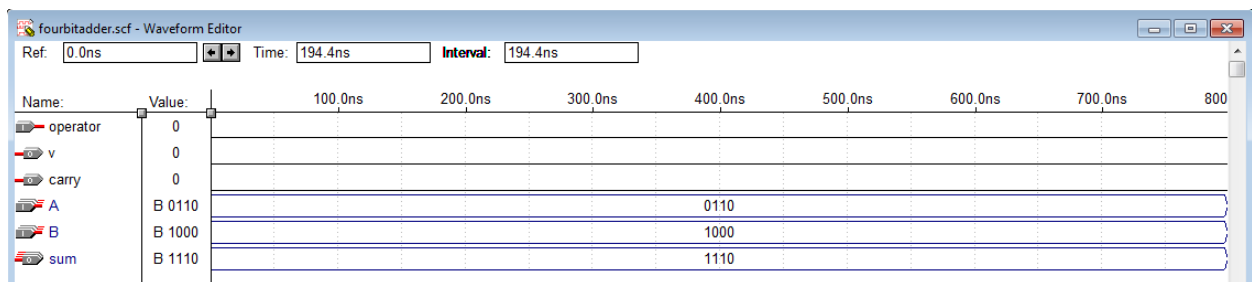 fourbitadder.scf - Waveform Editor
Ref: 0.0ns Time: 194.4ns Interval: 194.4ns
Name: Value: 100.0ns 200.0ns 300.0ns 400.0ns 500.0ns 600.0ns 700.0ns 800
operator 0
v 0
carry 0
A B 0110 0110
B B 1000 1000
sum B 1110 1110